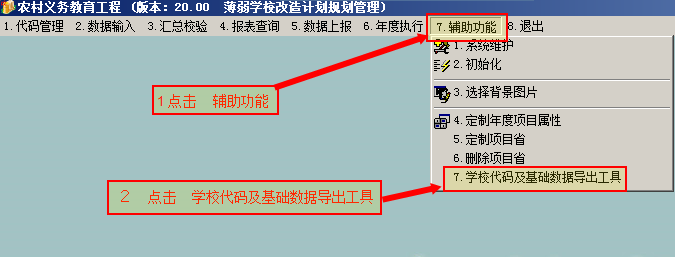 农村义务教育工程 (版本: 20.00 薄弱学校改造计划规划管理)
1.代码管理 2.数据输入 3.汇总校验 4.报表查询 5.数据上报 6.年度执行 7.辅助功能 8.退出
1.系统维护
2.初始化
3.选择背景图片
1点击 辅助功能
4.定制年度项目属性
5.定制项目省
6.删除项目省
7.学校代码及基础数据导出工具
2 点击 学校代码及基础数据导出工具